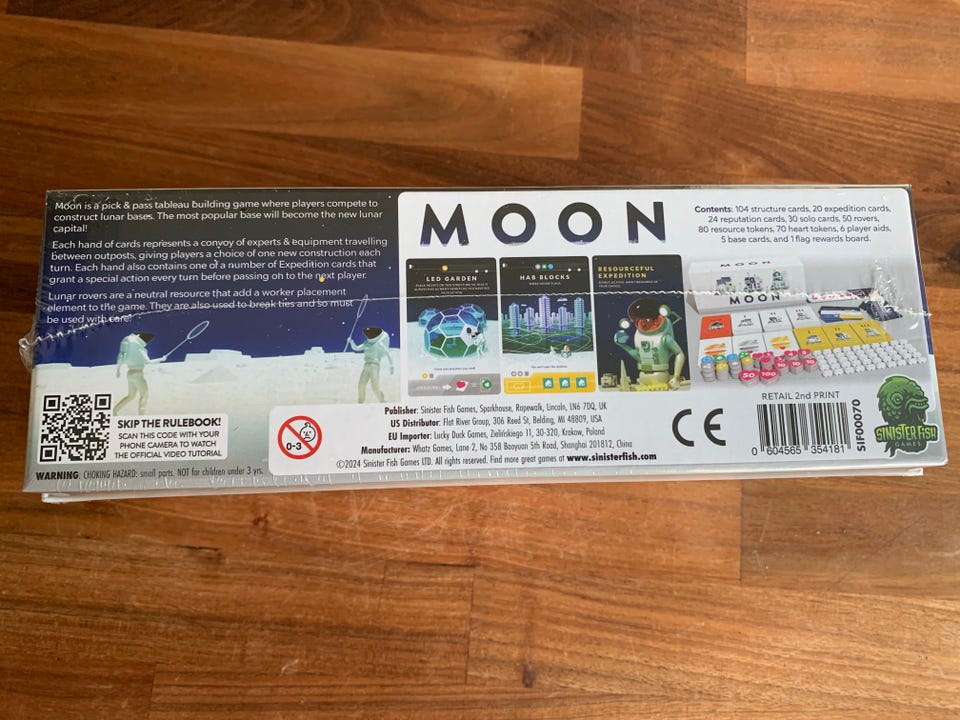 Moon is a pick & pass tableau building game where players compete to
construct lunar bases. The most popular base will become the new lunar
capital!
Each hand of cards represents a convoy of experts & equipment travelling
between outposts, giving players a choice of one new construction each
turn. Each hand also contains one of a number of Expedition cards that
grant a special action every turn before passing on to the next player.
Lunar rovers are a neutral resource that add a worker placement
element to the game. They are also used to break ties and so must
be used with care!
SKIP THE RULEBOOK!
SCAN THIS CODE WITH YOUR
PHONE CAMERA TO WATCH
THE OFFICIAL VIDEO TUTORIAL
WARNING: CHOKING HAZARD: small parts. NOT for children under 3 yrs.
MOON
LED GARDEN
HAB BLOCKS
RESOURCEFUL
EXPEDITION
Contents: 104 structure cards, 20 expedition cards,
24 reputation cards, 30 solo cards, 50 rovers,
80 resource tokens, 70 heart tokens, 6 player aids,
5 base cards, and 1 flag rewards board.
MOON
MOON
50
100
10
10
0-3
Publisher: Sinister Fish Games, Sparkhouse, Ropewalk, Lincoln, LN6 7DQ, UK
US Distributor: Flat River Group, 306 Reed St, Belding, MI 48809, USA
EU Importer: Lucky Duck Games, Zielińskiego 11, 30-320, Krakow, Poland
Manufacturer: Whatz Games, Lane 2, No 358 Baoyuan 5th Road, Shanghai 201812, China
©2024 Sinister Fish Games LTD. All rights reserved. Find more great games at www.sinisterfish.com
CE
RETAIL 2nd PRINT
0 604565 354181
SIF00070
SINISTER FISH
GAMES